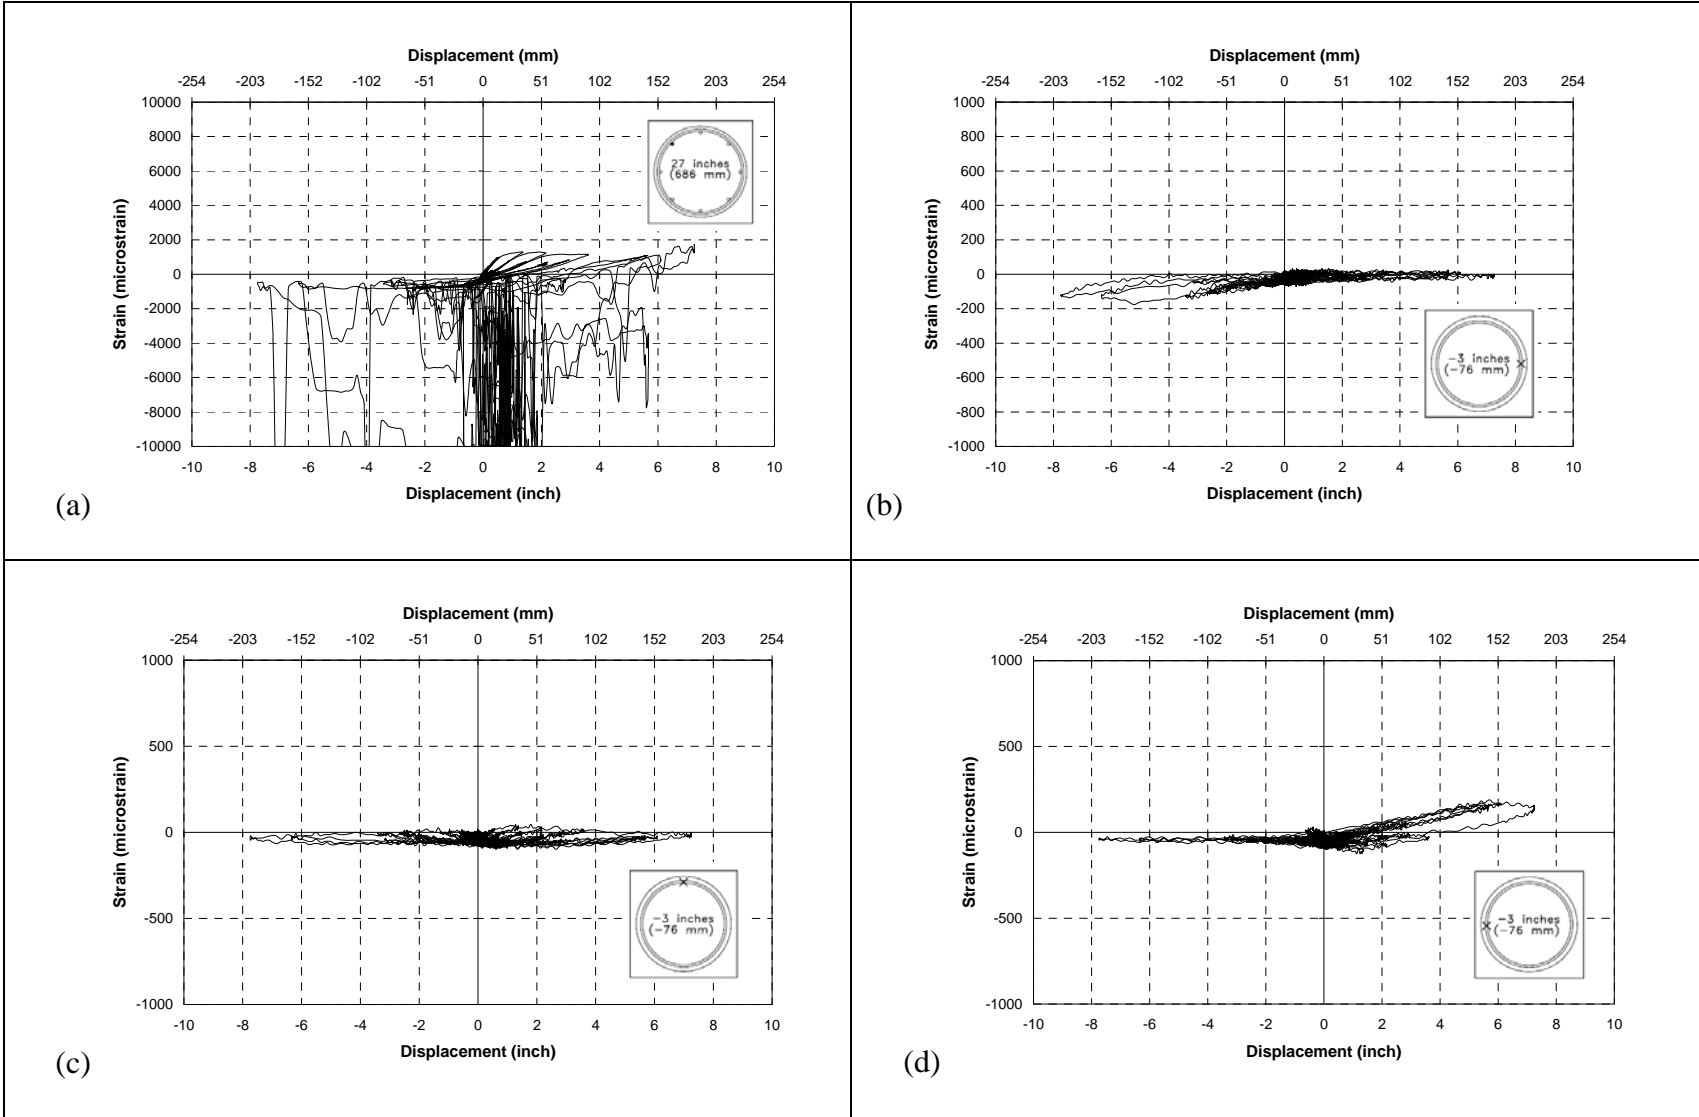 Displacement (mm)
-254 -203 -152 -102 -51 0 51 102 152 203 254
10000
8000
6000
4000
2000
0
-2000
-4000
-6000
-8000
-10000
Strain (microstrain)
27 inches
(686 mm)
-10 -8 -6 -4 -2 0 2 4 6 8 10
Displacement (inch)
(a)
Displacement (mm)
-254 -203 -152 -102 -51 0 51 102 152 203 254
1000
800
600
400
200
0
-200
-400
-600
-800
-1000
Strain (microstrain)
-3 inches
(-76 mm)
-10 -8 -6 -4 -2 0 2 4 6 8 10
Displacement (inch)
(b)
Displacement (mm)
-254 -203 -152 -102 -51 0 51 102 152 203 254
1000
500
0
-500
-1000
Strain (microstrain)
-3 inches
(-76 mm)
-10 -8 -6 -4 -2 0 2 4 6 8 10
Displacement (inch)
(c)
Displacement (mm)
-254 -203 -152 -102 -51 0 51 102 152 203 254
1000
500
0
-500
-1000
Strain (microstrain)
-3 inches
(-76 mm)
-10 -8 -6 -4 -2 0 2 4 6 8 10
Displacement (inch)
(d)